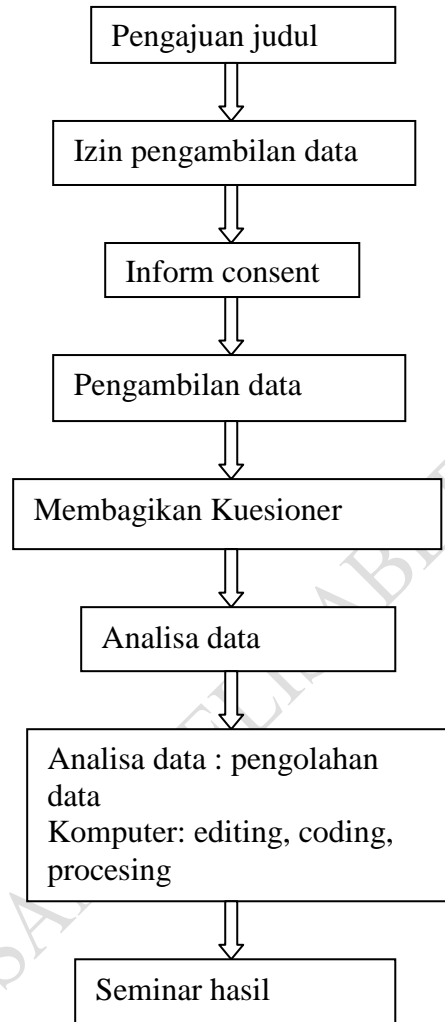 Pengajuan judul
Izin pengambilan data
Inform consent
Pengambilan data
Membagikan Kuesioner
Analisa data
Analisa data : pengolahan
data
Komputer: editing, coding,
procesing
Seminar hasil